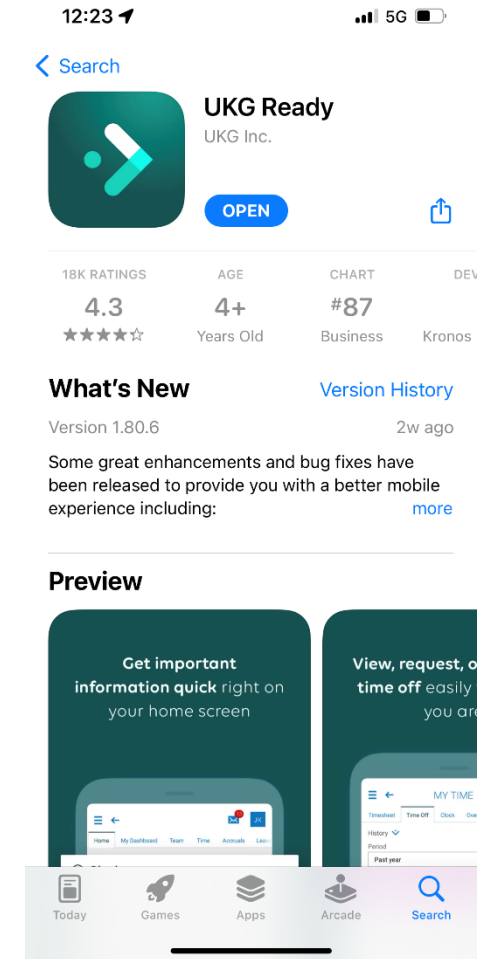 12:23
5G
Search
UKG Ready
UKG Inc.
OPEN
18K RATINGS
AGE
CHART
DEV
4.3
4+
#87
Years Old
Business
Kronos
What's New
Version History
Version 1.80.6
2w ago
Some great enhancements and bug fixes have
been released to provide you with a better mobile
experience including:
more
Preview
Get important
information quick right on
your home screen
View, request, o
time off easily
you are
JK
Home My Dashboard Team Time Accruals Leav
MY TIME
Timesheet Time Off Clock
History
Period
Past year
Today
Games
Apps
Arcade
Search